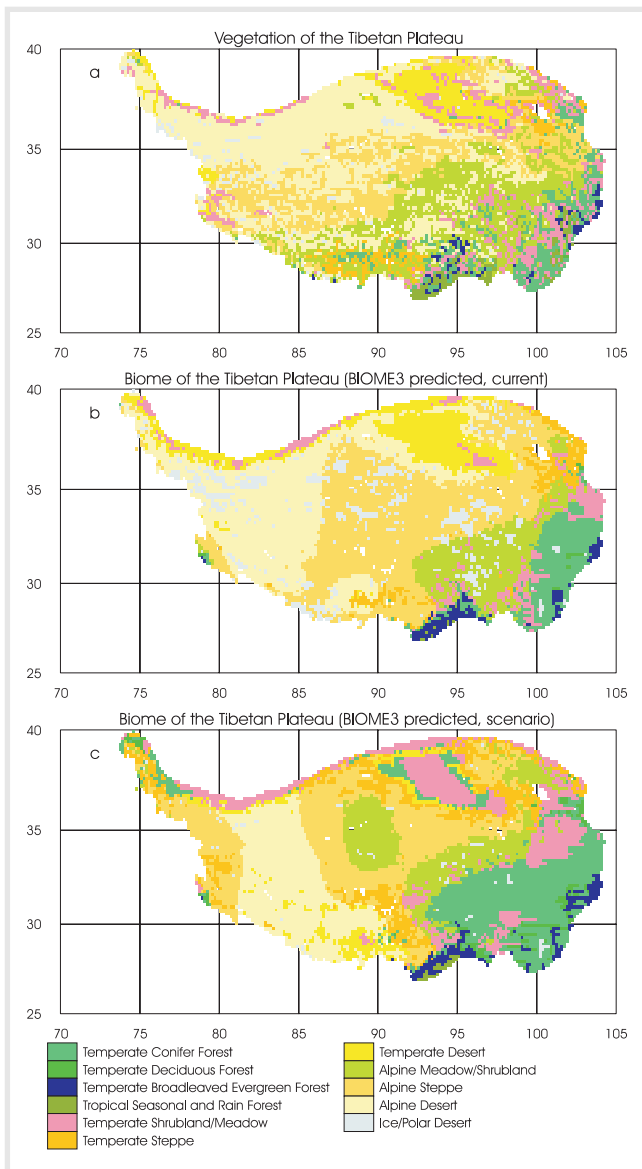 Vegetation of the Tibetan Plateau
40
a
35
30
25
70 75 80 85 90 95 100 105
Biome of the Tibetan Plateau (BIOME3 predicted, current)
40
b
35
30
25
70 75 80 85 90 95 100 105
Biome of the Tibetan Plateau (BIOME3 predicted, scenario)
40
c
35
30
25
70 75 80 85 90 95 100 105
Temperate Conifer Forest
Temperate Deciduous Forest
Temperate Broadleaved Evergreen Forest
Tropical Seasonal and Rain Forest
Temperate Shrubland/Meadow
Temperate Steppe
Temperate Desert
Alpine Meadow/Shrubland
Alpine Steppe
Alpine Desert
Ice/Polar Desert